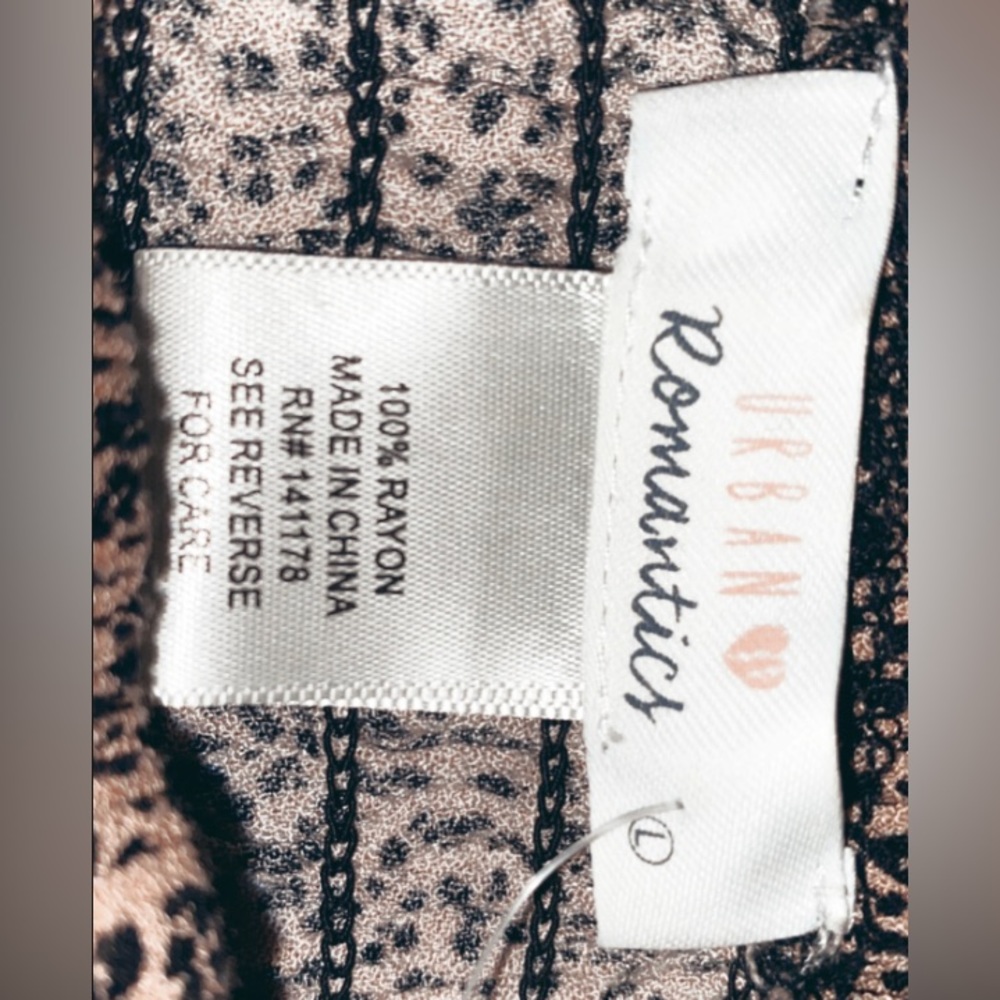 URBAN
Romantics
L
100% RAYON
MADE IN CHINA
RN# 141178
SEE REVERSE
FOR CARE